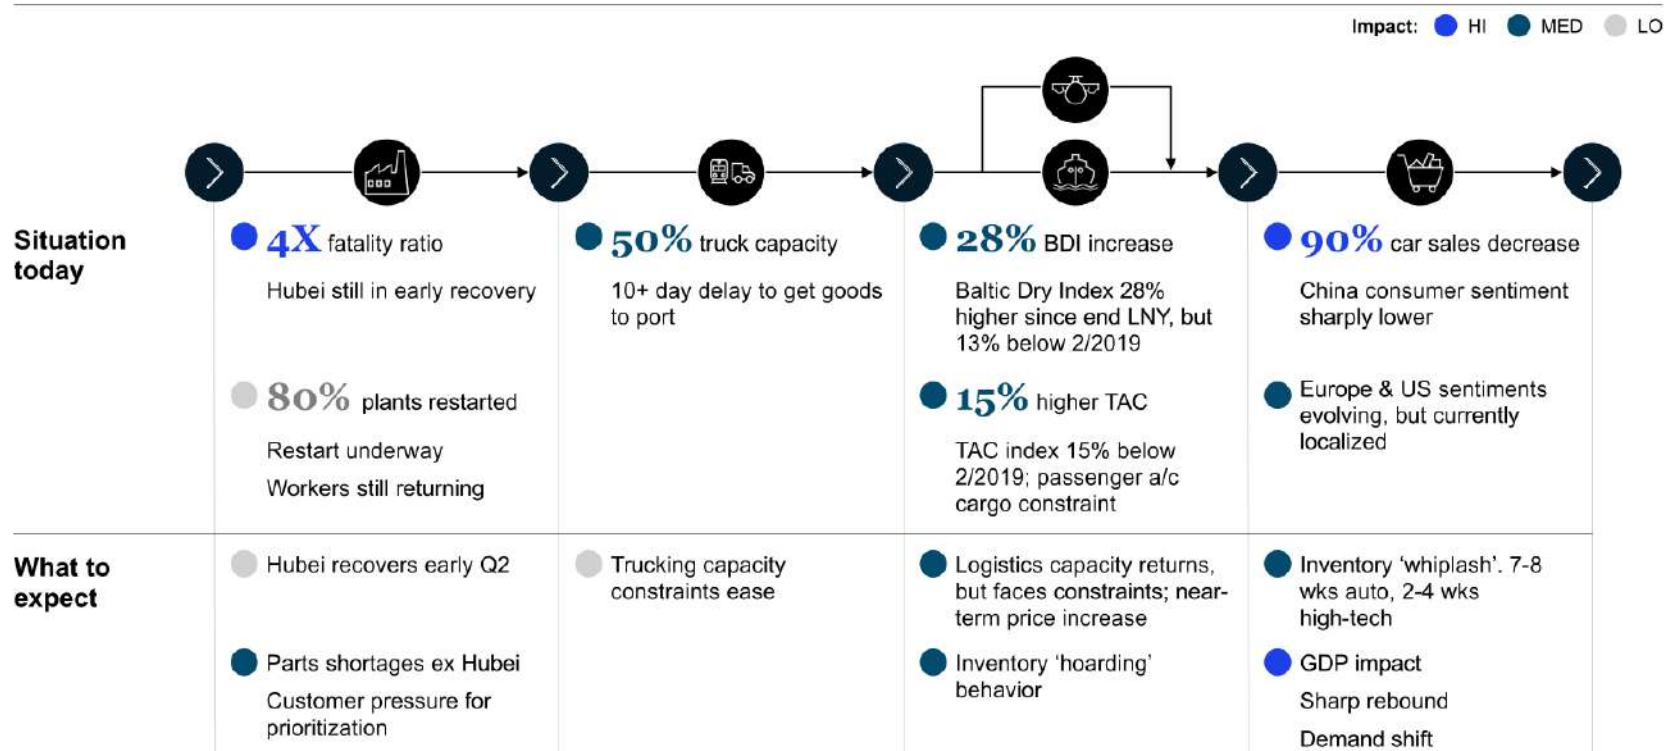 Impact: HI MED LO
Situation
today
4X fatality ratio
Hubei still in early recovery
80% plants restarted
Restart underway
Workers still returning
50% truck capacity
10+ day delay to get goods
to port
28% BDI increase
Baltic Dry Index 28%
higher since end LNY, but
13% below 2/2019
15% higher TAC
TAC index 15% below
2/2019; passenger a/c
cargo constraint
90% car sales decrease
China consumer sentiment
sharply lower
Europe & US sentiments
evolving, but currently
localized
What to
expect
Hubei recovers early Q2
Parts shortages ex Hubei
Customer pressure for
prioritization
Trucking capacity
constraints ease
Logistics capacity returns,
but faces constraints; near-
term price increase
Inventory ‘hoarding’
behavior
Inventory ‘whiplash’. 7-8
wks auto, 2-4 wks
high-tech
GDP impact
Sharp rebound
Demand shift